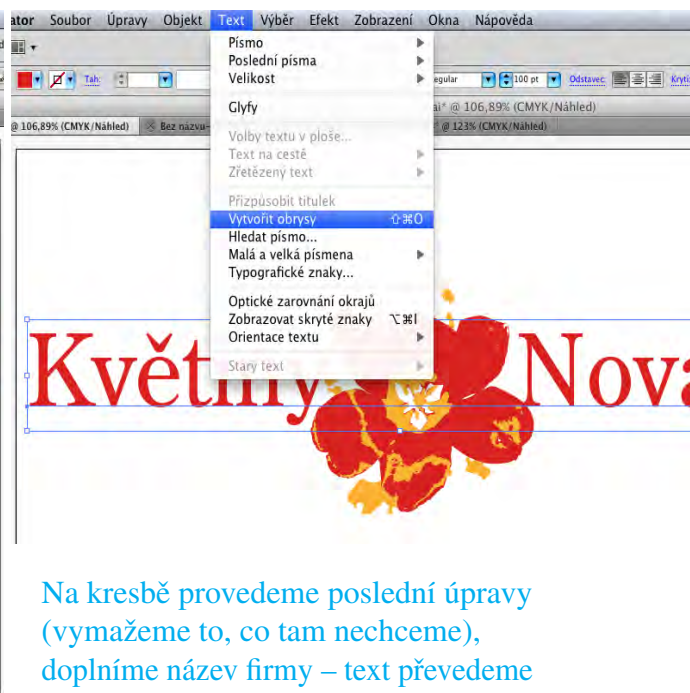 ator Soubor Úpravy Objekt Text Výběr Efekt Zobrazení Okna Nápověda
Tah: egular 100 pt Odstavec Krytí
ai* @ 106,89% (CMYK/Náhled)
@ 106,89% (CMYK/Náhled) Bez názvu- @ 123% (CMYK/Náhled)
Písmo
Poslední písma
Velikost
Glyfy
Volby textu v ploše...
Text na cestě
Zřetězený text
Přizpůsobit titulek
Vytvořit obrysy ⇧⌘O
Hledat písmo...
Malá a velká písmena
Typografické znaky...
Optické zarovnání okrajů
Zobrazovat skryté znaky ⌥⌘I
Orientace textu
Starý text
Květiny Nova
Na kresbě provedeme poslední úpravy
(vymažeme to, co tam nechceme),
doplníme název firmy – text převedeme